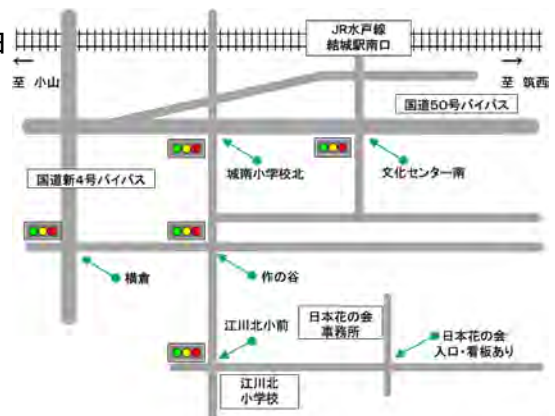 JR水戸線
結城駅南口
至 小山
至 筑西
国道50号バイパス
城南小学校北
文化センター南
国道新4号バイパス
横倉
作の谷
江川北小前
日本花の会
事務所
日本花の会
入口・看板あり
江川北
小学校